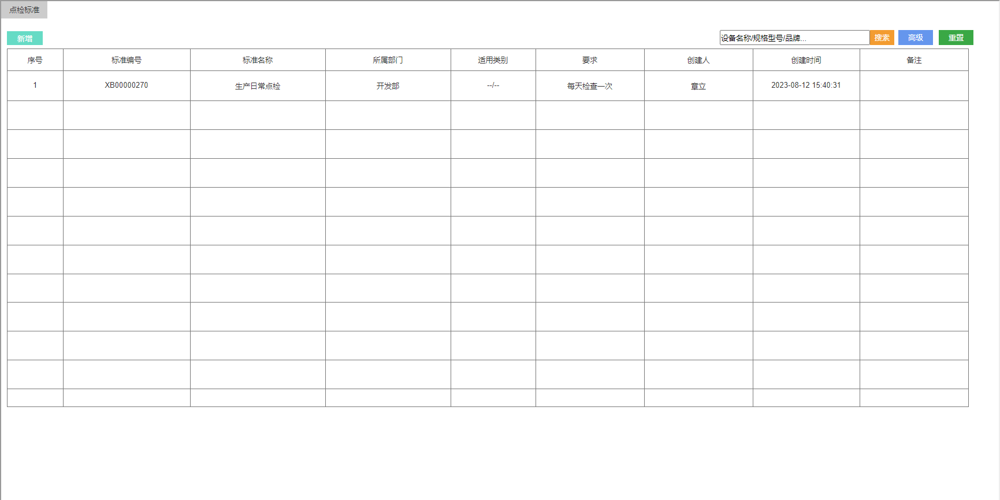 点检标准
新增
设备名称/规格型号/品牌... 搜索 高级 重置
序号 标准编号 标准名称 所属部门 适用类别 要求 创建人 创建时间 备注
1 XB00000270 生产日常点检 开发部 --/-- 每天检查一次 章立 2023-08-12 15:40:31